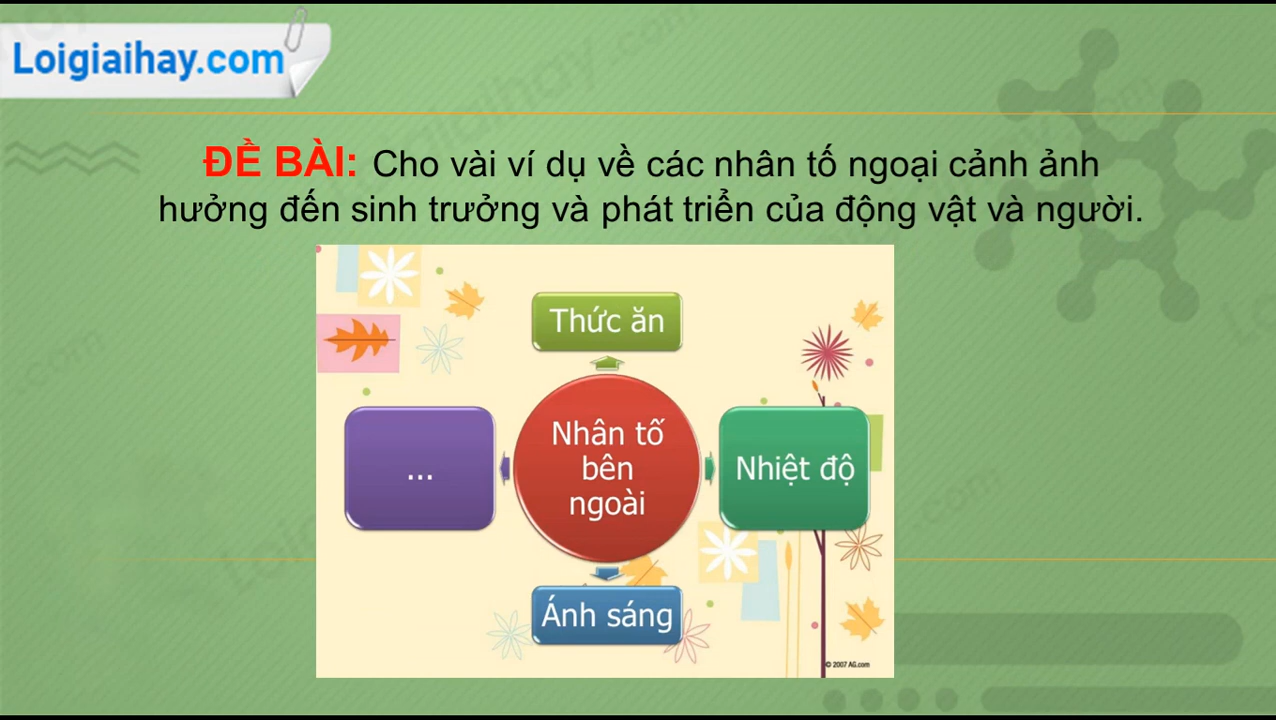 Loigiaihay.com
ĐỀ BÀI: Cho vài ví dụ về các nhân tố ngoại cảnh ảnh
hưởng đến sinh trưởng và phát triển của động vật và người.
Thức ăn
...
Nhân tố
bên
ngoài
Nhiệt độ
Ánh sáng
© 2007 AG.com